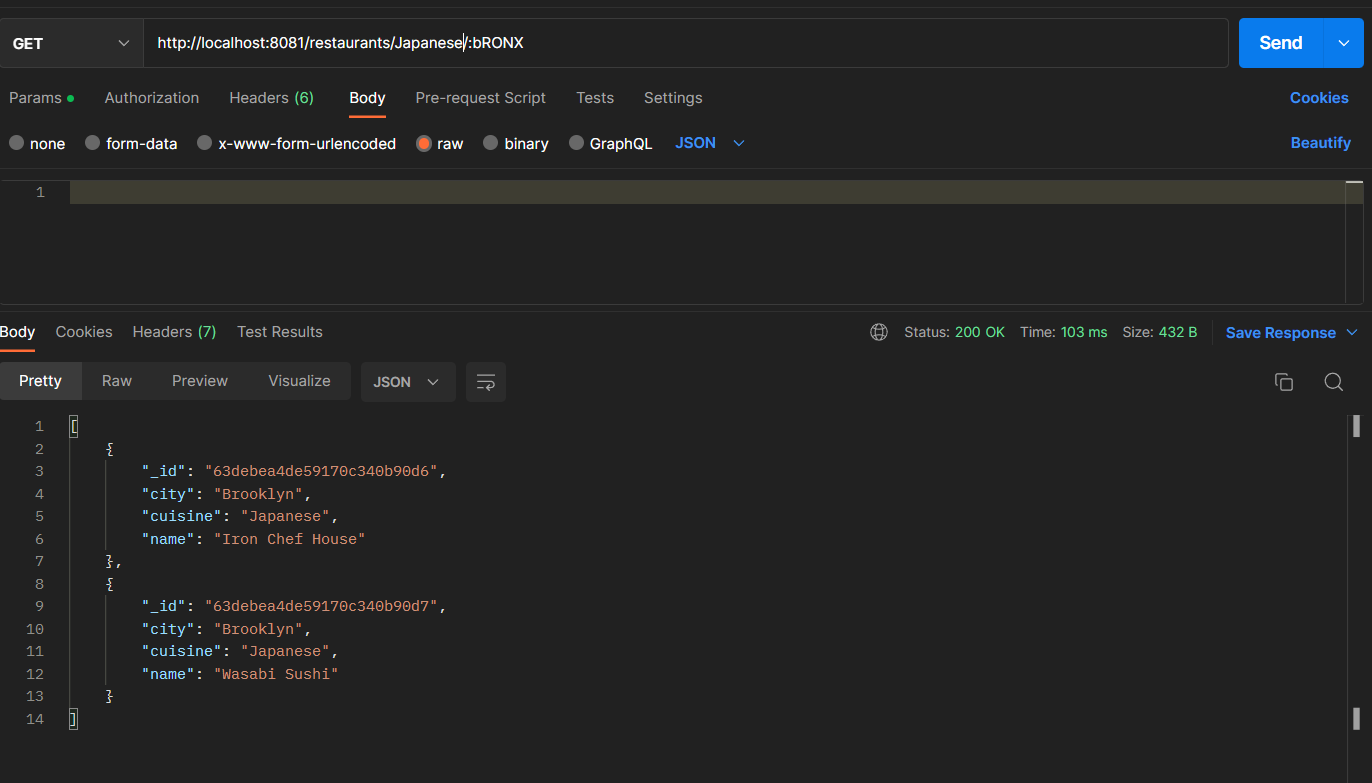 GET http://localhost:8081/restaurants/Japanese/:bRONX Send
Params Authorization Headers (6) Body Pre-request Script Tests Settings Cookies
none form-data x-www-form-urlencoded raw binary GraphQL JSON Beautify
1
Body Cookies Headers (7) Test Results Status: 200 OK Time: 103 ms Size: 432 B Save Response
Pretty Raw Preview Visualize JSON
1 [
2 {
3 "_id": "63debea4de59170c340b90d6",
4 "city": "Brooklyn",
5 "cuisine": "Japanese",
6 "name": "Iron Chef House"
7 },
8 {
9 "_id": "63debea4de59170c340b90d7",
10 "city": "Brooklyn",
11 "cuisine": "Japanese",
12 "name": "Wasabi Sushi"
13 }
14 ]